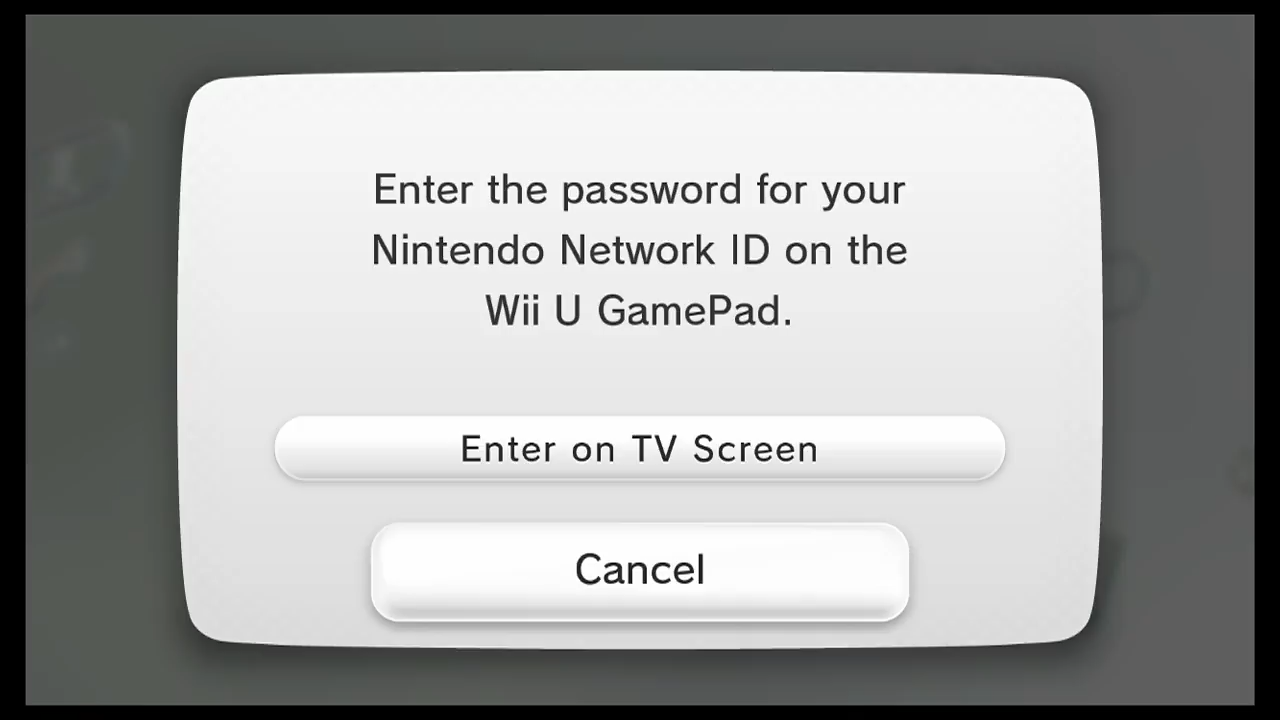 Enter the password for your
Nintendo Network ID on the
Wii U GamePad.
Enter on TV Screen
Cancel